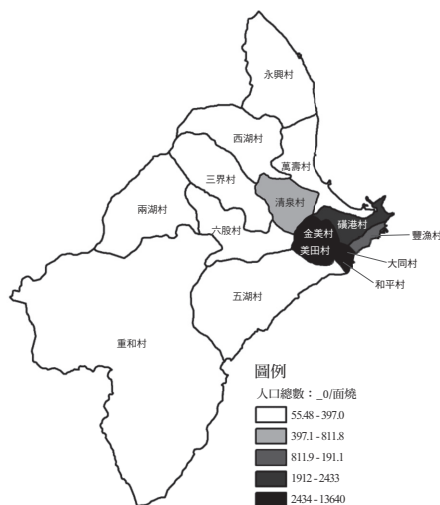 永興村
西湖村
萬壽村
三界村
兩湖村
清泉村
六股村
磺港村
金美村
豐漁村
美田村
大同村
和平村
五湖村
重和村
圖例
人口總數：_0/面燒
55.48 - 397.0
397.1 - 811.8
811.9 - 191.1
1912 - 2433
2434 - 13640